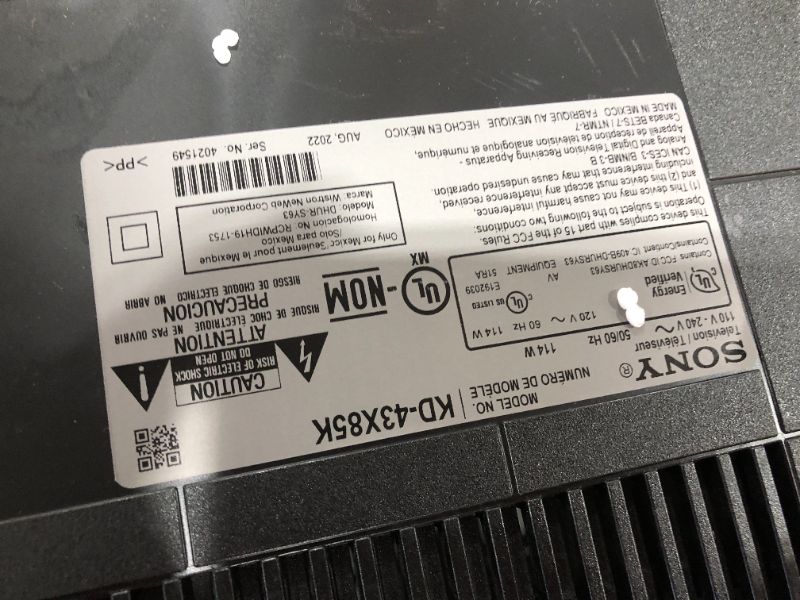 SONY®
Television / Téléviseur
MODEL NO.
NUMÉRO DE MODÈLE
KD-43X85K
110 V - 240 V ~ 50/60 Hz 114 W
120 V ~ 60 Hz 114 W
Energy
Verified
C UL US LISTED
E192039
AV
EQUIPMENT
51RA
Contains FCC ID AK8DHURSY63
Contains/Contient IC 409B-DHURSY63
UL -NOM
MX
CAUTION
RISK OF ELECTRIC SHOCK
DO NOT OPEN
ATTENTION
RISQUE DE CHOC ELECTRIQUE NE PAS OUVRIR
PRECAUCION
RIESGO DE CHOQUE ELECTRICO NO ABRIR
This device complies with part 15 of the FCC Rules.
Operation is subject to the following two conditions:
(1) This device may not cause harmful interference,
and (2) this device must accept any interference received,
including interference that may cause undesired operation.
CAN ICES-3 B/NMB-3 B
Analog and digital Television Receiving Apparatus -
Appareil de réception de télévision analogique et numérique,
Canada BETS-7 / NTMR-7
MADE IN MEXICO FABRIQUÉ AU MEXIQUE HECHO EN MEXICO
Only for Mexico/ Seulement pour le Mexique
/Solo para Mexico
Homologacion No RCPWIDH19-1753
Modelo: DHUR-SY63
Marca: Wistron NeWeb Corporation
AUG, 2022 Ser. No. 4021549
>PP<